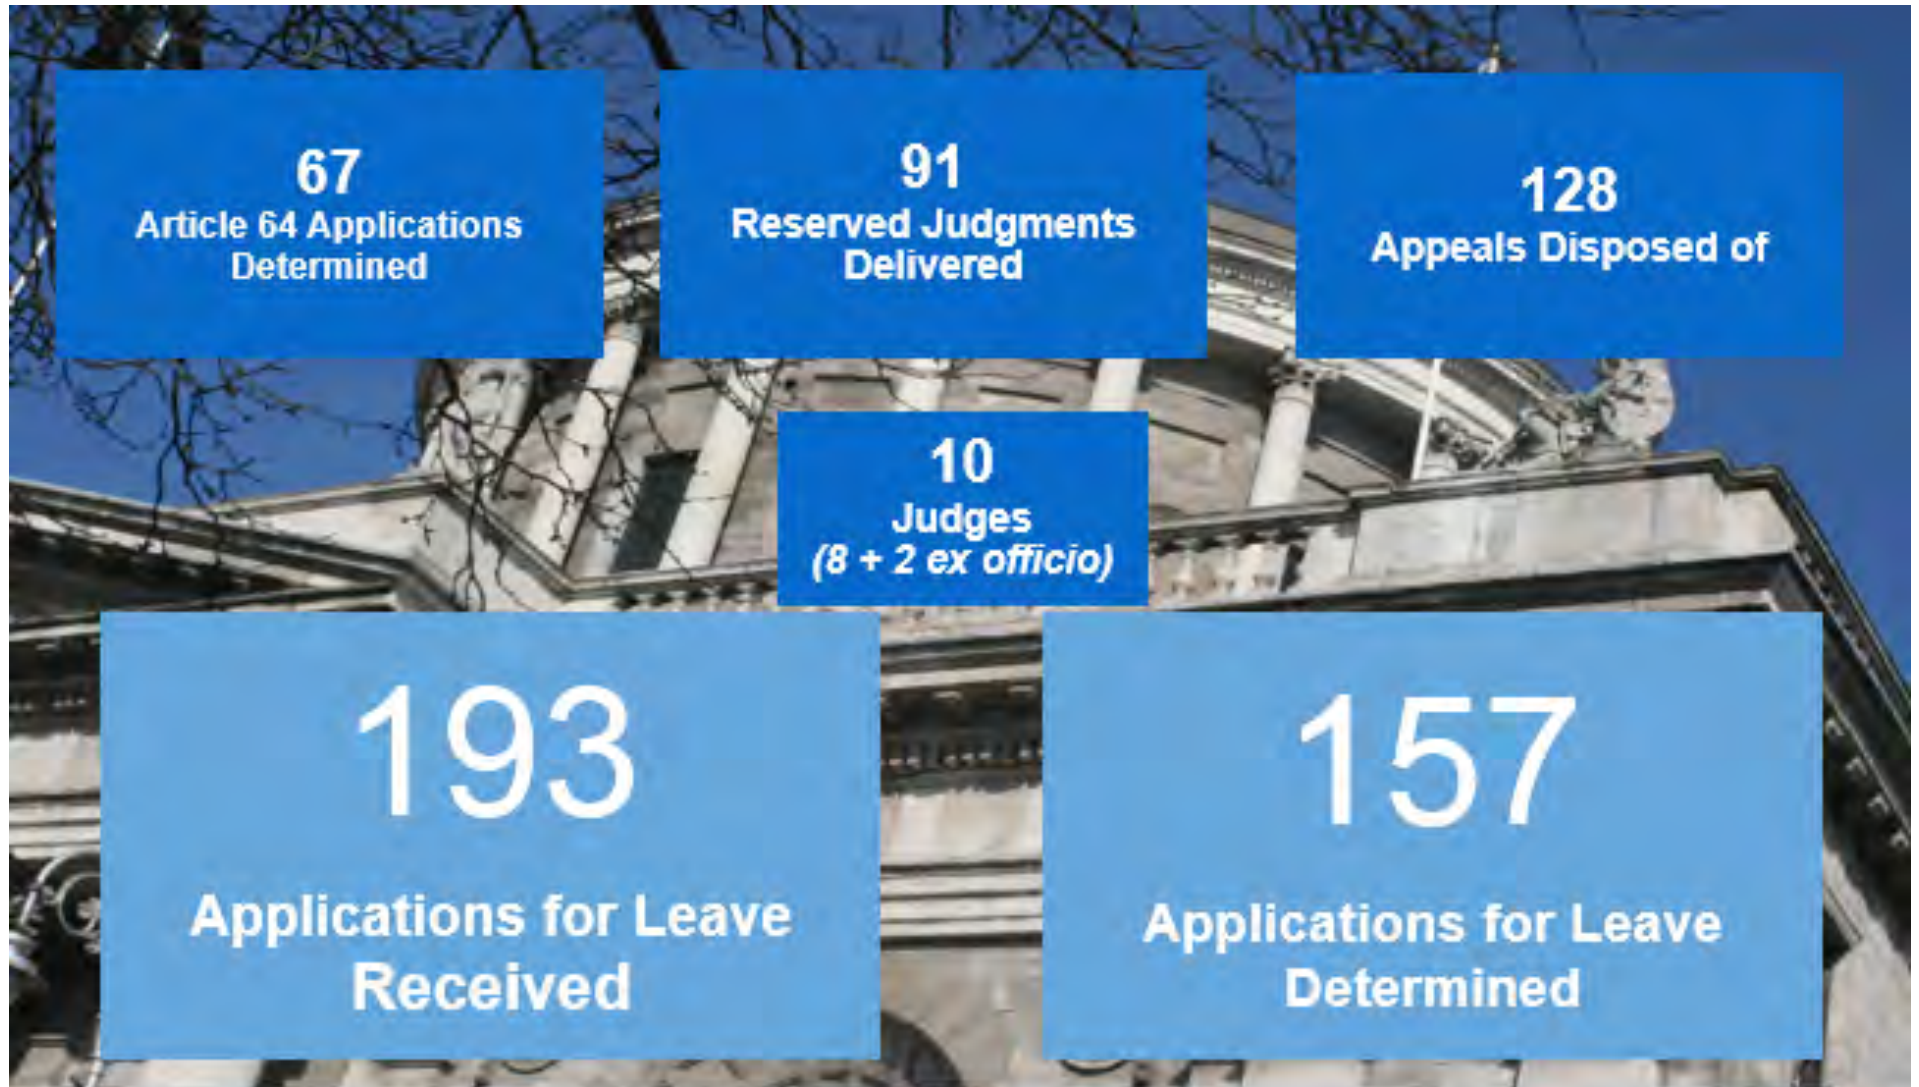 67
Article 64 Applications
Determined
91
Reserved Judgments
Delivered
128
Appeals Disposed of
10
Judges
(8 + 2 ex officio)
193
Applications for Leave
Received
157
Applications for Leave
Determined